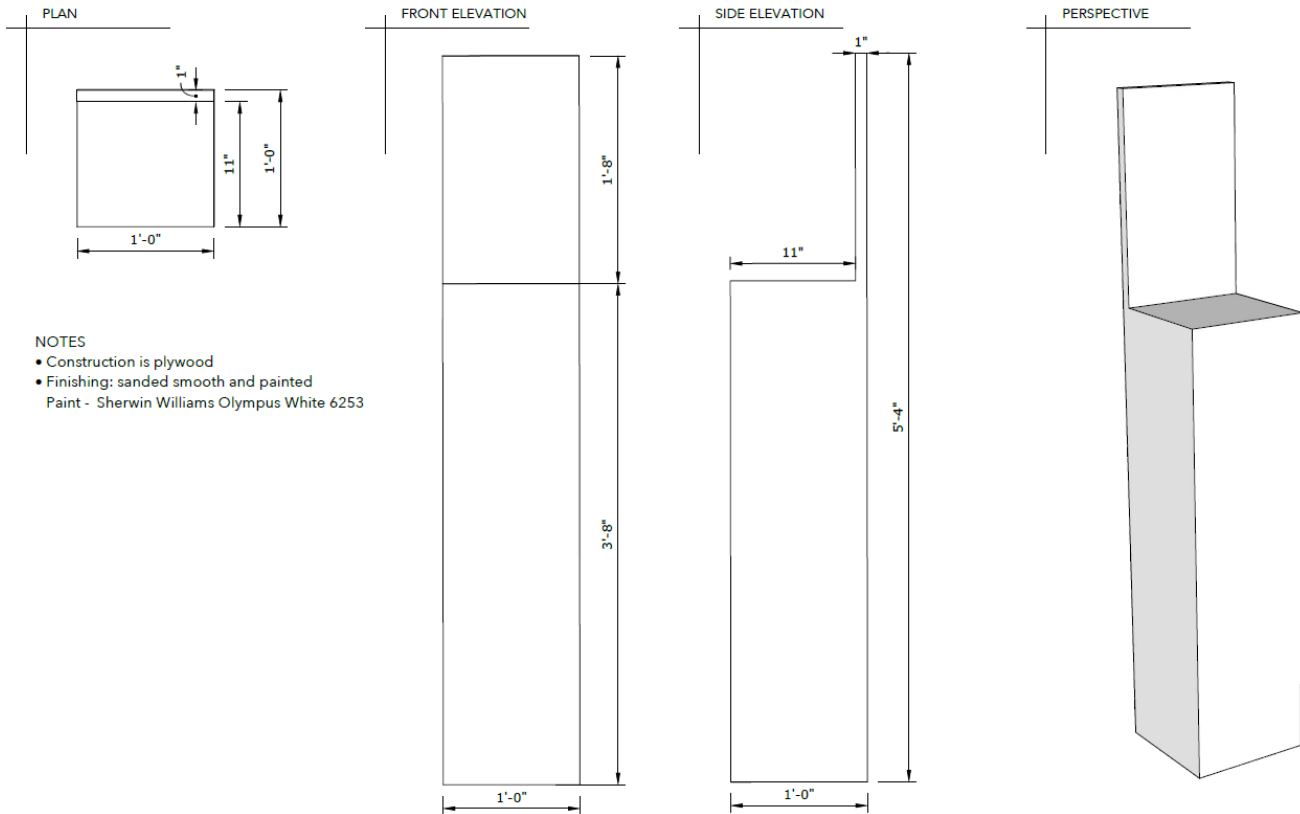 PLAN
1"
11"
1'-0"
1'-0"
NOTES
• Construction is plywood
• Finishing: sanded smooth and painted
Paint - Sherwin Williams Olympus White 6253
FRONT ELEVATION
1'-8"
3'-8"
1'-0"
SIDE ELEVATION
1"
11"
5'-4"
1'-0"
PERSPECTIVE